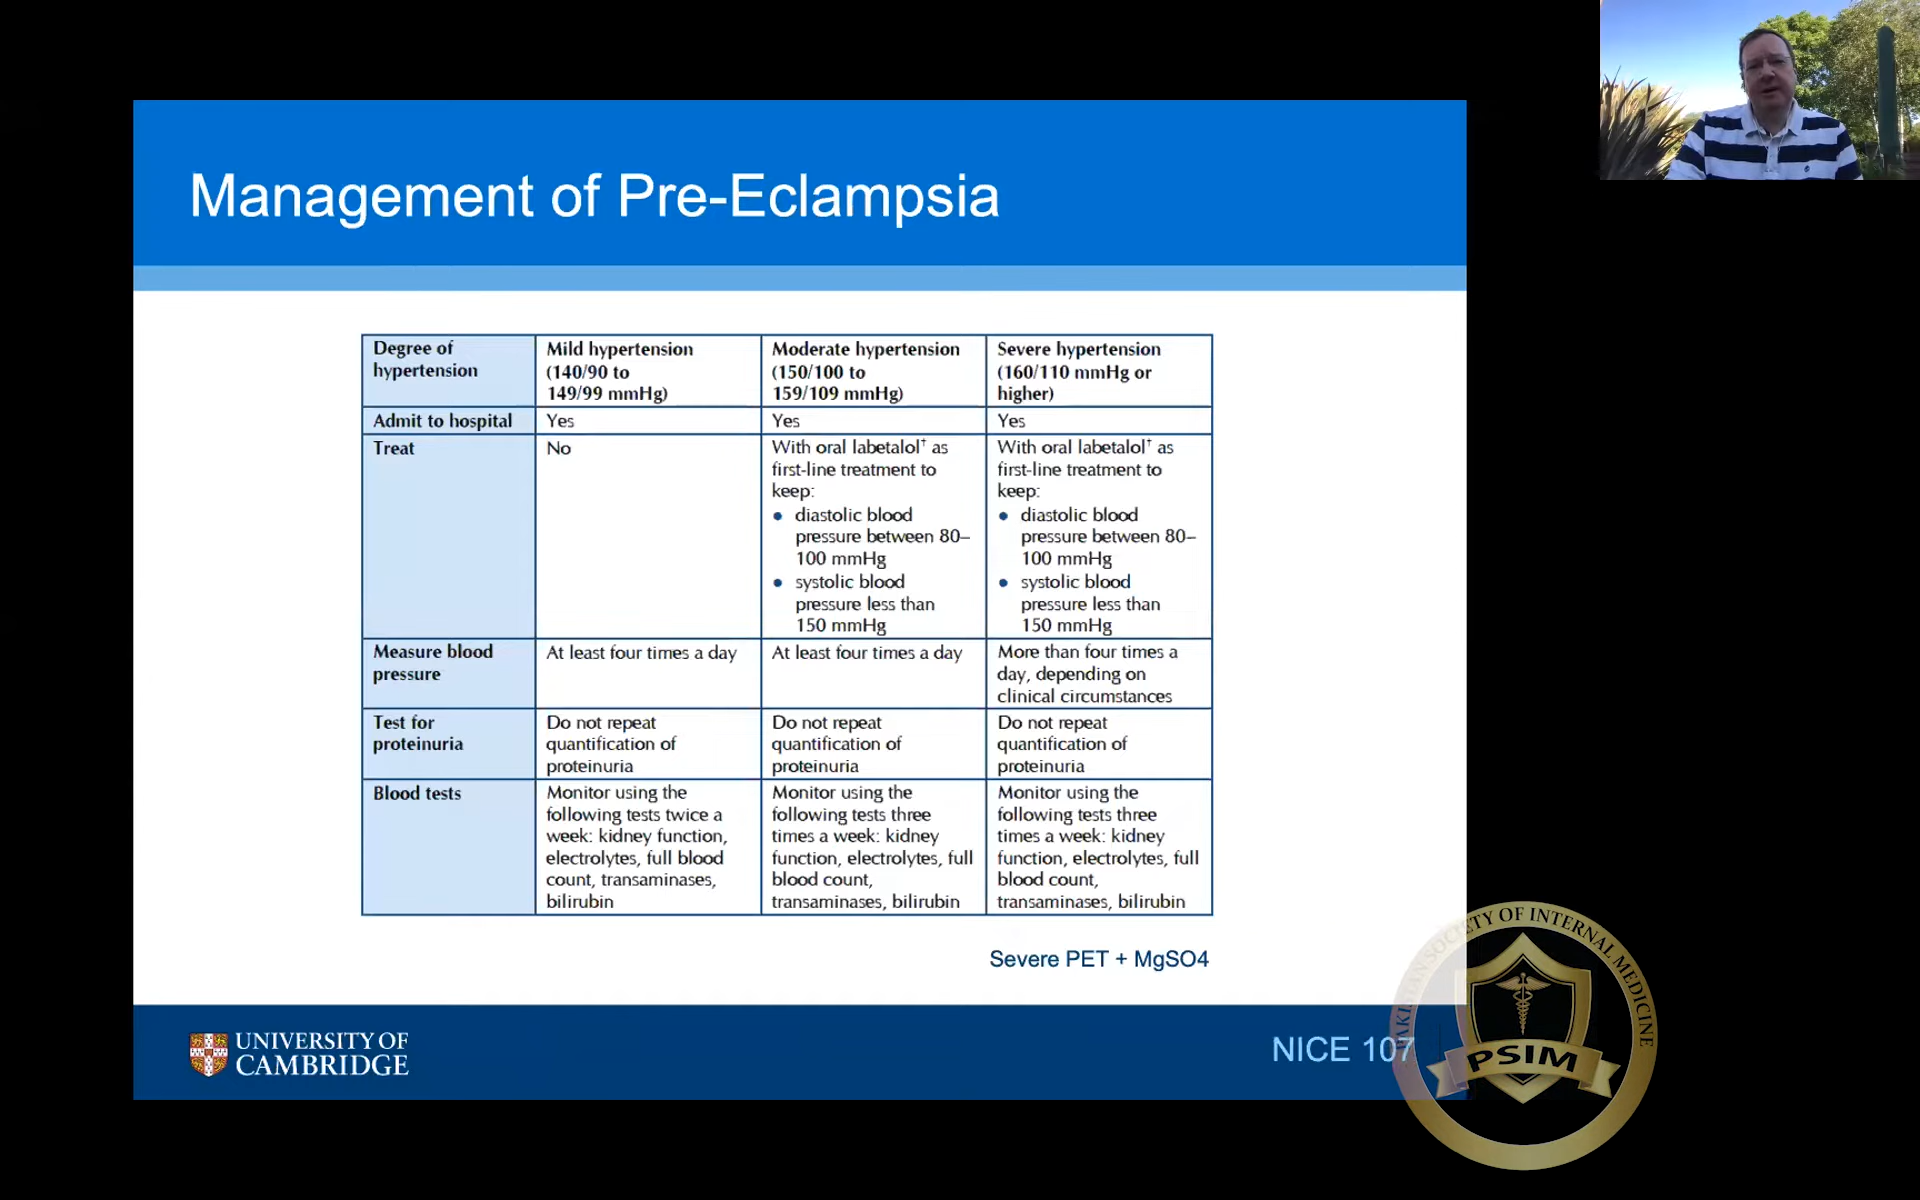 Management of Pre-Eclampsia
Degree of
hypertension
Mild hypertension
(140/90 to
149/99 mmHg)
Moderate hypertension
(150/100 to
159/109 mmHg)
Severe hypertension
(160/110 mmHg or
higher)
Admit to hospital
Yes
Yes
Yes
Treat
No
With oral labetalol† as
first-line treatment to
keep:
• diastolic blood
pressure between 80–
100 mmHg
• systolic blood
pressure less than
150 mmHg
With oral labetalol† as
first-line treatment to
keep:
• diastolic blood
pressure between 80–
100 mmHg
• systolic blood
pressure less than
150 mmHg
Measure blood
pressure
At least four times a day
At least four times a day
More than four times a
day, depending on
clinical circumstances
Test for
proteinuria
Do not repeat
quantification of
proteinuria
Do not repeat
quantification of
proteinuria
Do not repeat
quantification of
proteinuria
Blood tests
Monitor using the
following tests twice a
week: kidney function,
electrolytes, full blood
count, transaminases,
bilirubin
Monitor using the
following tests three
times a week: kidney
function, electrolytes, full
blood count,
transaminases, bilirubin
Monitor using the
following tests three
times a week: kidney
function, electrolytes, full
blood count,
transaminases, bilirubin
Severe PET + MgSO4
UNIVERSITY OF
CAMBRIDGE
NICE 107
PAKISTAN SOCIETY OF INTERNAL MEDICINE
PSIM